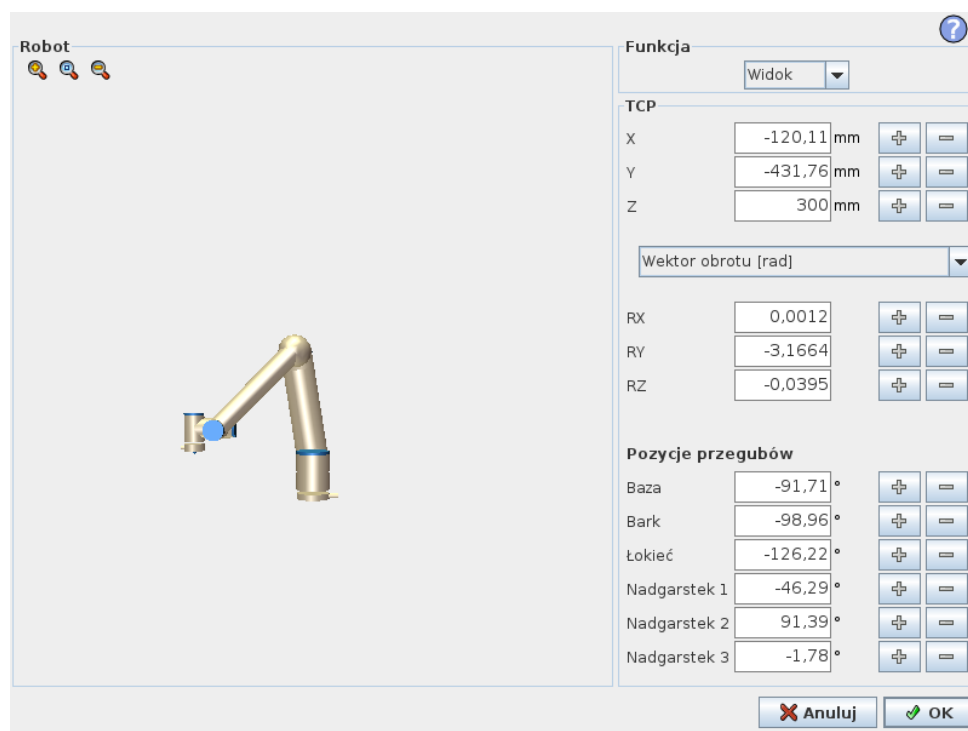 Robot
Funkcja
Widok
TCP
X -120,11 mm
Y -431,76 mm
Z 300 mm
Wektor obrotu [rad]
RX 0,0012
RY -3,1664
RZ -0,0395
Pozycje przegubów
Baza -91,71 °
Bark -98,96 °
Łokieć -126,22 °
Nadgarstek 1 -46,29 °
Nadgarstek 2 91,39 °
Nadgarstek 3 -1,78 °
Anuluj OK